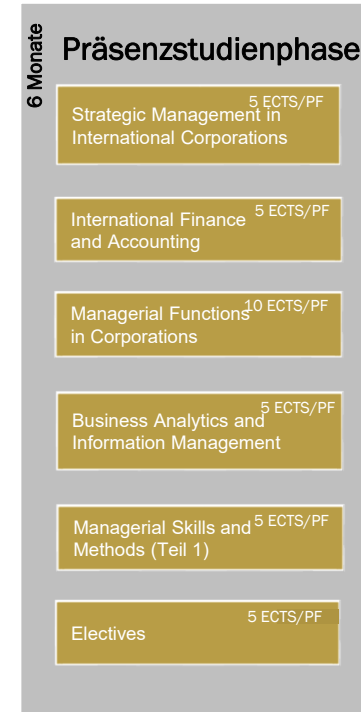 6 Monate
Präsenzstudienphase
5 ECTS/PF
Strategic Management in
International Corporations
5 ECTS/PF
International Finance
and Accounting
10 ECTS/PF
Managerial Functions
in Corporations
5 ECTS/PF
Business Analytics and
Information Management
5 ECTS/PF
Managerial Skills and
Methods (Teil 1)
5 ECTS/PF
Electives